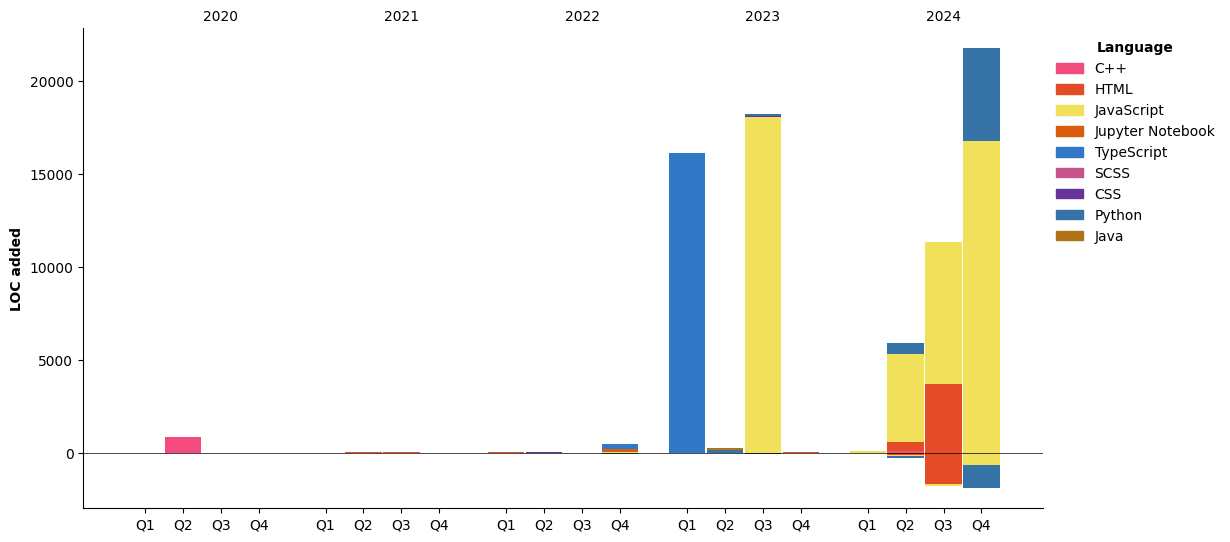 2020 2021 2022 2023 2024
Language
C++
HTML
JavaScript
Jupyter Notebook
TypeScript
SCSS
CSS
Python
Java
LOC added
20000
15000
10000
5000
0
Q1 Q2 Q3 Q4 Q1 Q2 Q3 Q4 Q1 Q2 Q3 Q4 Q1 Q2 Q3 Q4 Q1 Q2 Q3 Q4